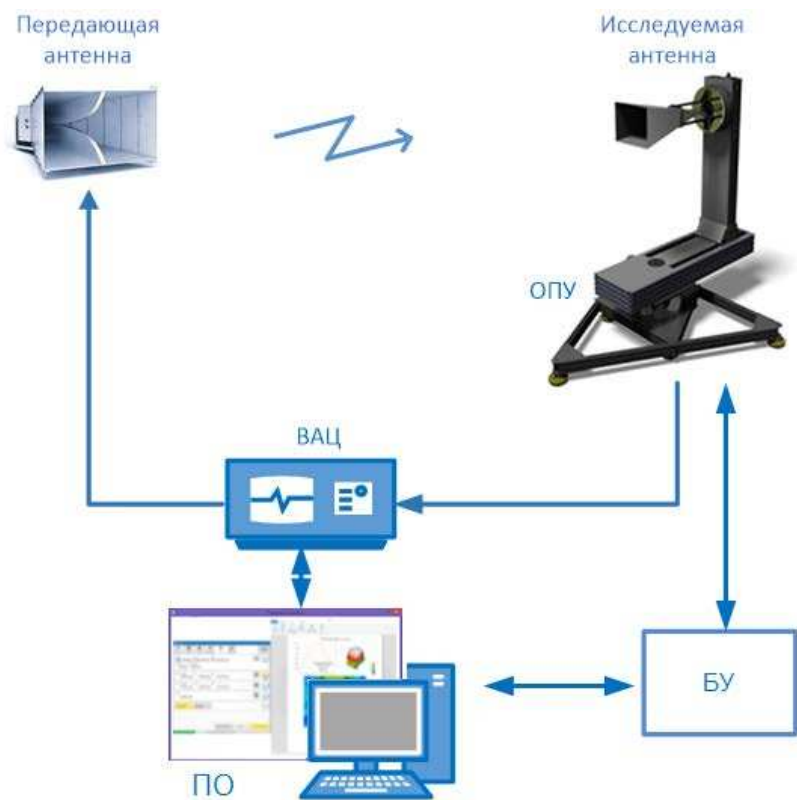 Передающая
антенна
Исследуемая
антенна
ОПУ
ВАЦ
БУ
ПО